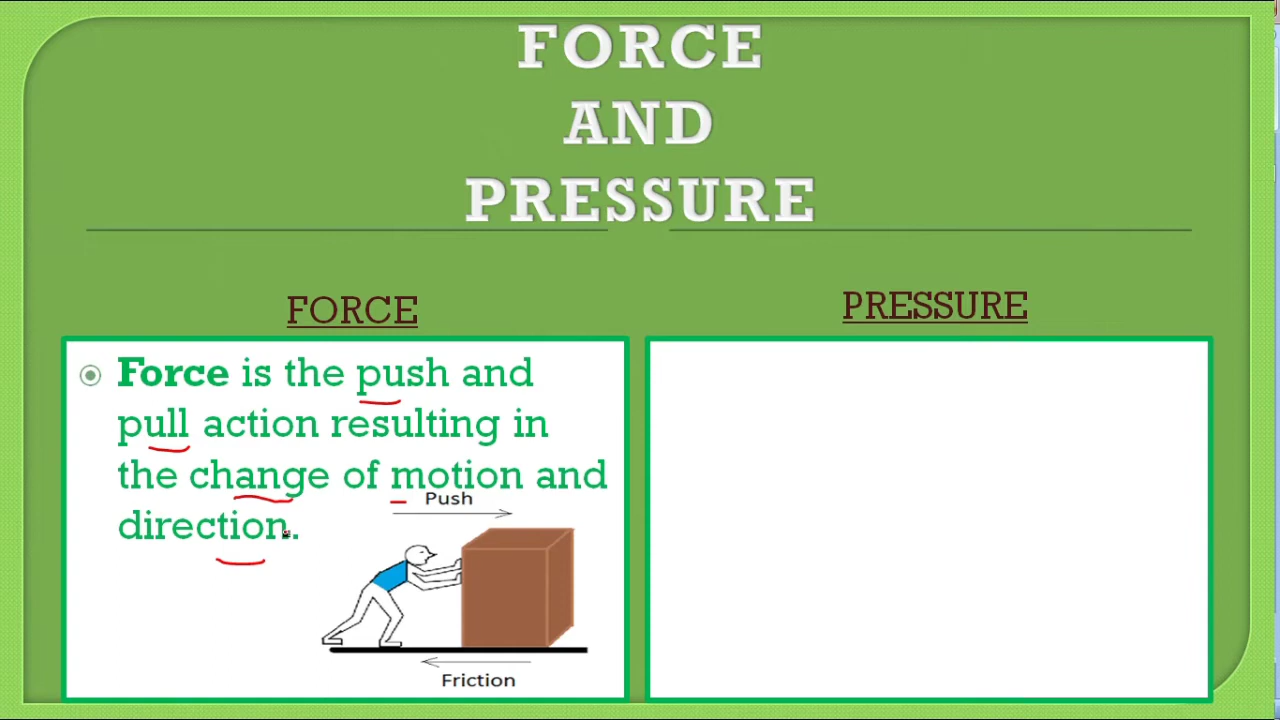 FORCE
AND
PRESSURE
FORCE
Force is the push and
pull action resulting in
the change of motion and
direction.
Push
Friction
PRESSURE